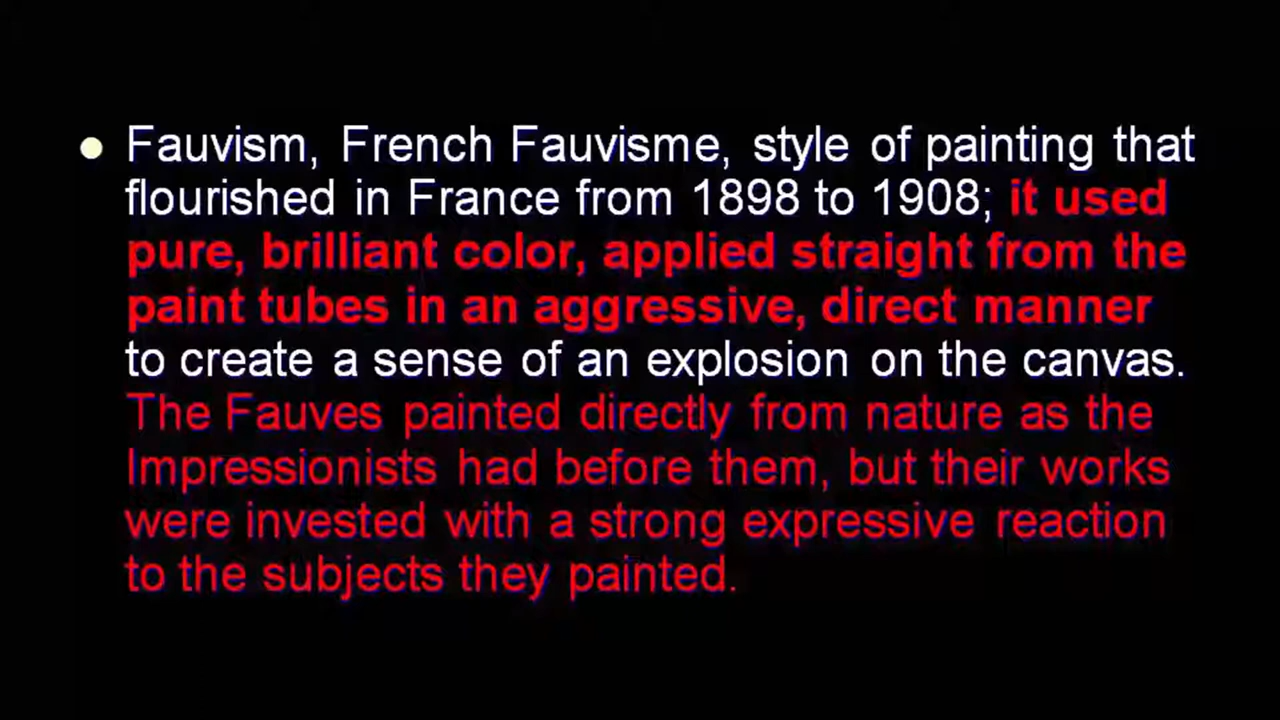 Fauvism, French Fauvisme, style of painting that
flourished in France from 1898 to 1908; it used
pure, brilliant color, applied straight from the
paint tubes in an aggressive, direct manner
to create a sense of an explosion on the canvas.
The Fauves painted directly from nature as the
Impressionists had before them, but their works
were invested with a strong expressive reaction
to the subjects they painted.